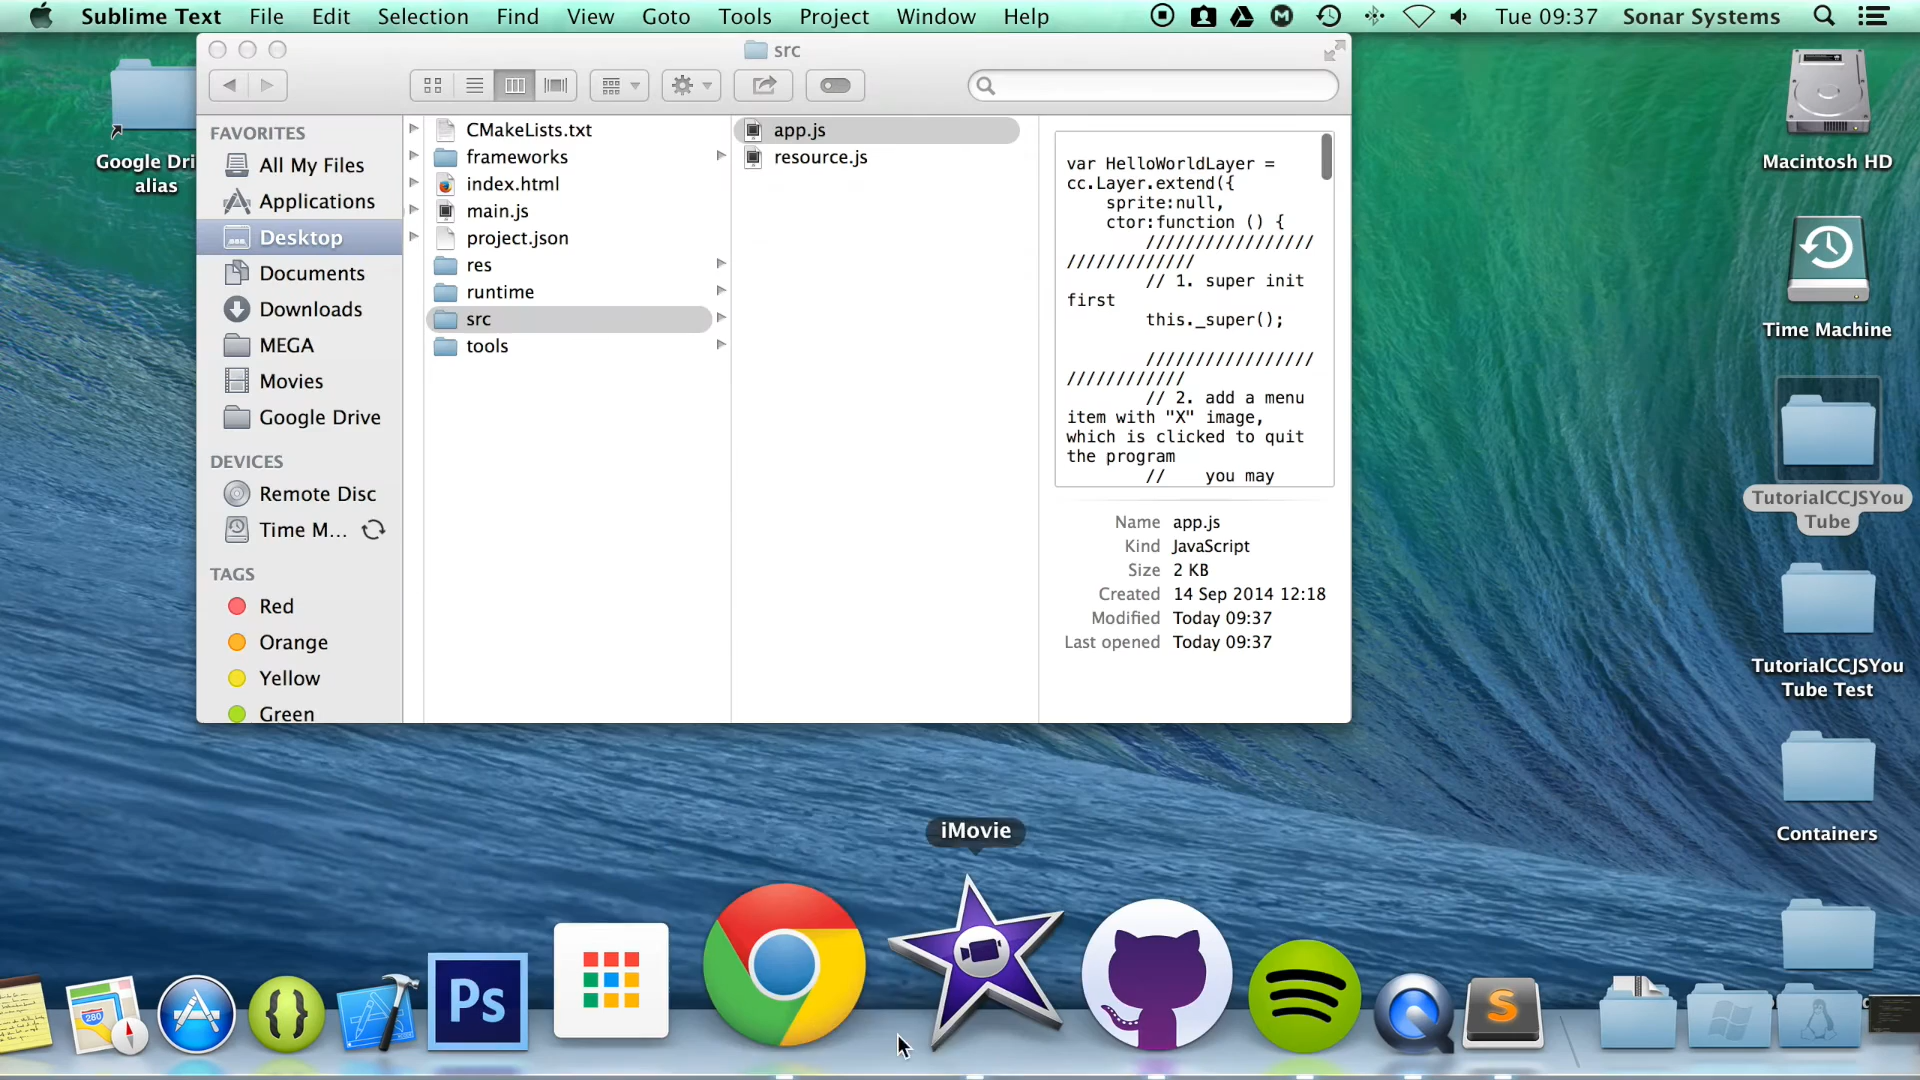 Sublime Text File Edit Selection Find View Goto Tools Project Window Help Tue 09:37 Sonar Systems
src
Google Dri
alias
FAVORITES
All My Files
Applications
Desktop
Documents
Downloads
MEGA
Movies
Google Drive
DEVICES
Remote Disc
Time M...
TAGS
Red
Orange
Yellow
Green
CMakeLists.txt
frameworks
index.html
main.js
project.json
res
runtime
src
tools
app.js
resource.js
var HelloWorldLayer =
cc.Layer.extend({
sprite:null,
ctor:function () {
/////////////////
/////////////
// 1. super init
first
this._super();
/////////////////
////////////
// 2. add a menu
item with "X" image,
which is clicked to quit
the program
// you may
Name app.js
Kind JavaScript
Size 2 KB
Created 14 Sep 2014 12:18
Modified Today 09:37
Last opened Today 09:37
Macintosh HD
Time Machine
TutorialCCJSYou
Tube
TutorialCCJSYou
Tube Test
Containers
iMovie
280
Ps
S